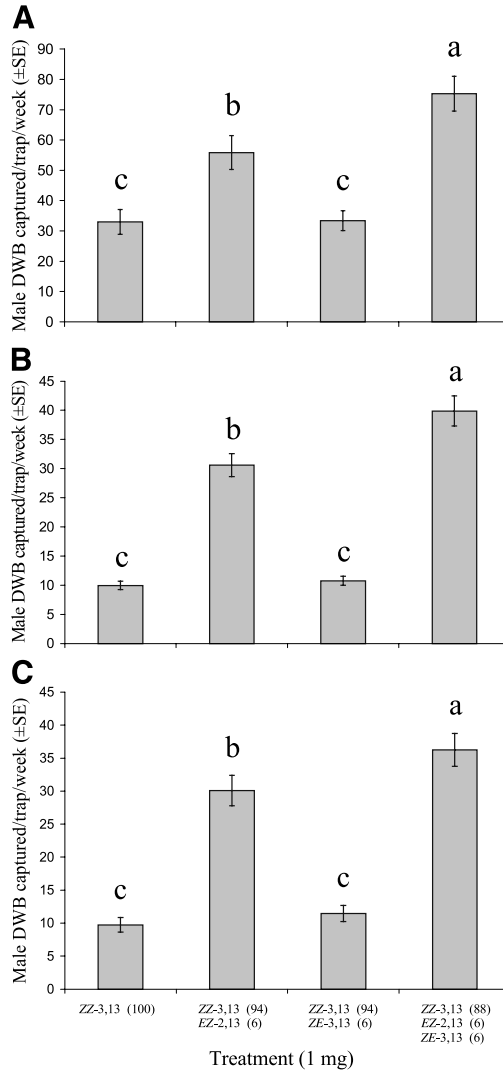 A
Male DWB captured/trap/week (±SE)
90
80
70
60
50
40
30
20
10
0
c
b
c
a
B
Male DWB captured/trap/week (±SE)
45
40
35
30
25
20
15
10
5
0
c
b
c
a
C
Male DWB captured/trap/week (±SE)
45
40
35
30
25
20
15
10
5
0
c
b
c
a
ZZ-3,13 (100)
ZZ-3,13 (94)
EZ-2,13 (6)
ZZ-3,13 (94)
ZE-3,13 (6)
ZZ-3,13 (88)
EZ-2,13 (6)
ZE-3,13 (6)
Treatment (1 mg)